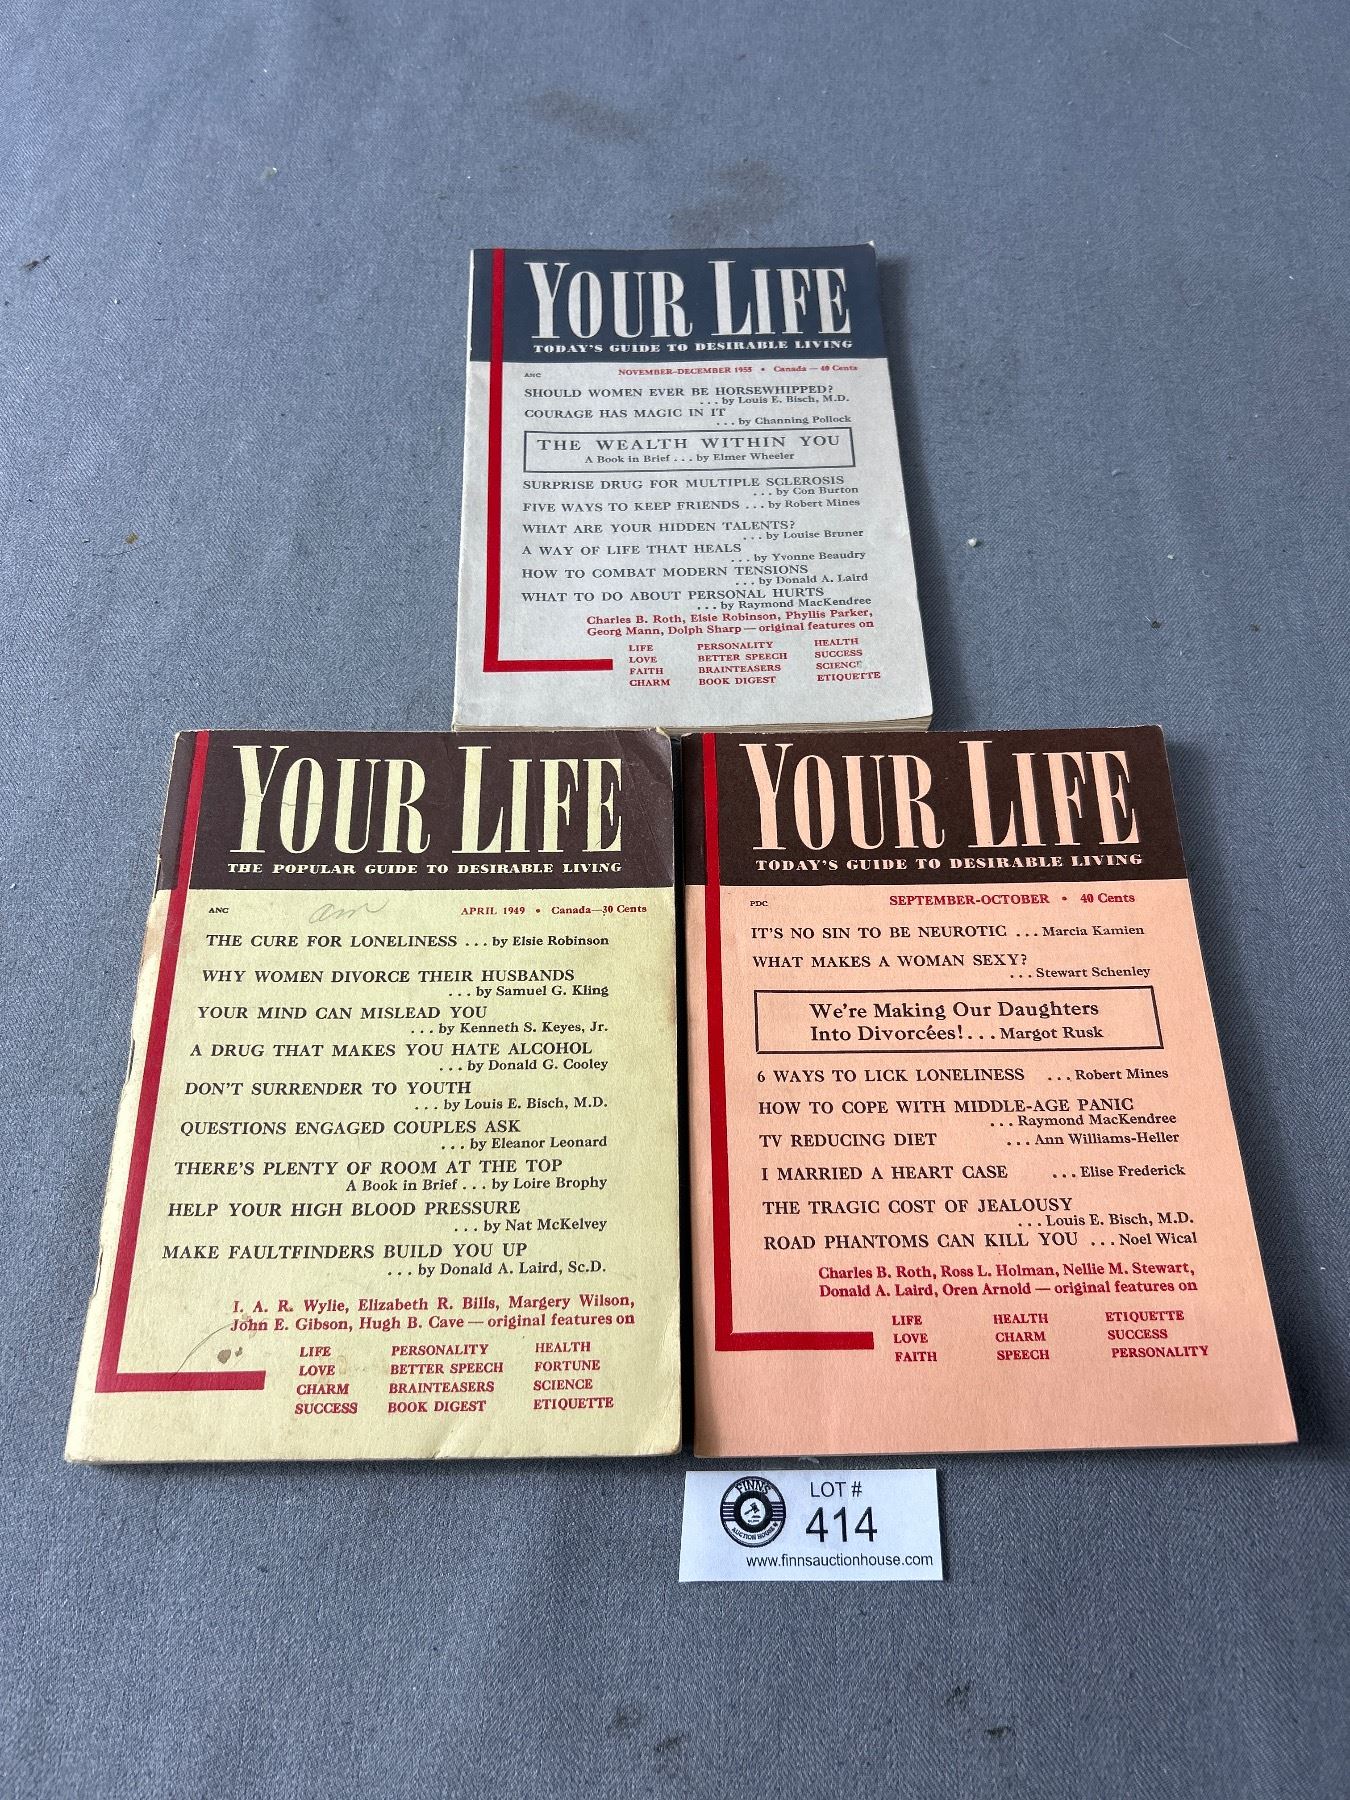 YOUR LIFE
TODAY'S GUIDE TO DESIRABLE LIVING
ANC
NOVEMBER-DECEMBER 1955 • Canada — 40 Cents
SHOULD WOMEN EVER BE HORSEWHIPPED?
. . . by Louis E. Bisch, M.D.
COURAGE HAS MAGIC IN IT
. . . by Channing Pollock
THE WEALTH WITHIN YOU
A Book in Brief . . . by Elmer Wheeler
SURPRISE DRUG FOR MULTIPLE SCLEROSIS
. . . by Con Burton
FIVE WAYS TO KEEP FRIENDS . . . by Robert Mines
WHAT ARE YOUR HIDDEN TALENTS?
. . . by Louise Bruner
A WAY OF LIFE THAT HEALS
. . . by Yvonne Beaudry
HOW TO COMBAT MODERN TENSIONS
. . . by Donald A. Laird
WHAT TO DO ABOUT PERSONAL HURTS
. . . by Raymond MacKendree
Charles B. Roth, Elsie Robinson, Phyllis Parker,
Georg Mann, Dolph Sharp — original features on
LIFE PERSONALITY HEALTH
LOVE BETTER SPEECH SUCCESS
FAITH BRAINTEASERS SCIENCE
CHARM BOOK DIGEST ETIQUETTE
YOUR LIFE
THE POPULAR GUIDE TO DESIRABLE LIVING
ANC
APRIL 1949 • Canada—30 Cents
THE CURE FOR LONELINESS . . . by Elsie Robinson
WHY WOMEN DIVORCE THEIR HUSBANDS
. . . by Samuel G. Kling
YOUR MIND CAN MISLEAD YOU
. . . by Kenneth S. Keyes, Jr.
A DRUG THAT MAKES YOU HATE ALCOHOL
. . . by Donald G. Cooley
DON'T SURRENDER TO YOUTH
. . . by Louis E. Bisch, M.D.
QUESTIONS ENGAGED COUPLES ASK
. . . by Eleanor Leonard
THERE'S PLENTY OF ROOM AT THE TOP
A Book in Brief . . . by Loire Brophy
HELP YOUR HIGH BLOOD PRESSURE
. . . by Nat McKelvey
MAKE FAULTFINDERS BUILD YOU UP
. . . by Donald A. Laird, Sc.D.
I. A. R. Wylie, Elizabeth R. Bills, Margery Wilson,
John E. Gibson, Hugh B. Cave — original features on
LIFE PERSONALITY HEALTH
LOVE BETTER SPEECH FORTUNE
CHARM BRAINTEASERS SCIENCE
SUCCESS BOOK DIGEST ETIQUETTE
YOUR LIFE
TODAY'S GUIDE TO DESIRABLE LIVING
PDC
SEPTEMBER-OCTOBER • 40 Cents
IT'S NO SIN TO BE NEUROTIC . . . Marcia Kamien
WHAT MAKES A WOMAN SEXY?
. . . Stewart Schenley
We're Making Our Daughters
Into Divorcées! . . . Margot Rusk
6 WAYS TO LICK LONELINESS . . . Robert Mines
HOW TO COPE WITH MIDDLE-AGE PANIC
. . . Raymond MacKendree
TV REDUCING DIET . . . Ann Williams-Heller
I MARRIED A HEART CASE . . . Elise Frederick
THE TRAGIC COST OF JEALOUSY
. . . Louis E. Bisch, M.D.
ROAD PHANTOMS CAN KILL YOU . . . Noel Wical
Charles B. Roth, Ross L. Holman, Nellie M. Stewart,
Donald A. Laird, Oren Arnold — original features on
LIFE HEALTH ETIQUETTE
LOVE CHARM SUCCESS
FAITH SPEECH PERSONALITY
FINNS
AUCTION HOUSE
LOT #
414
www.finnsauctionhouse.com